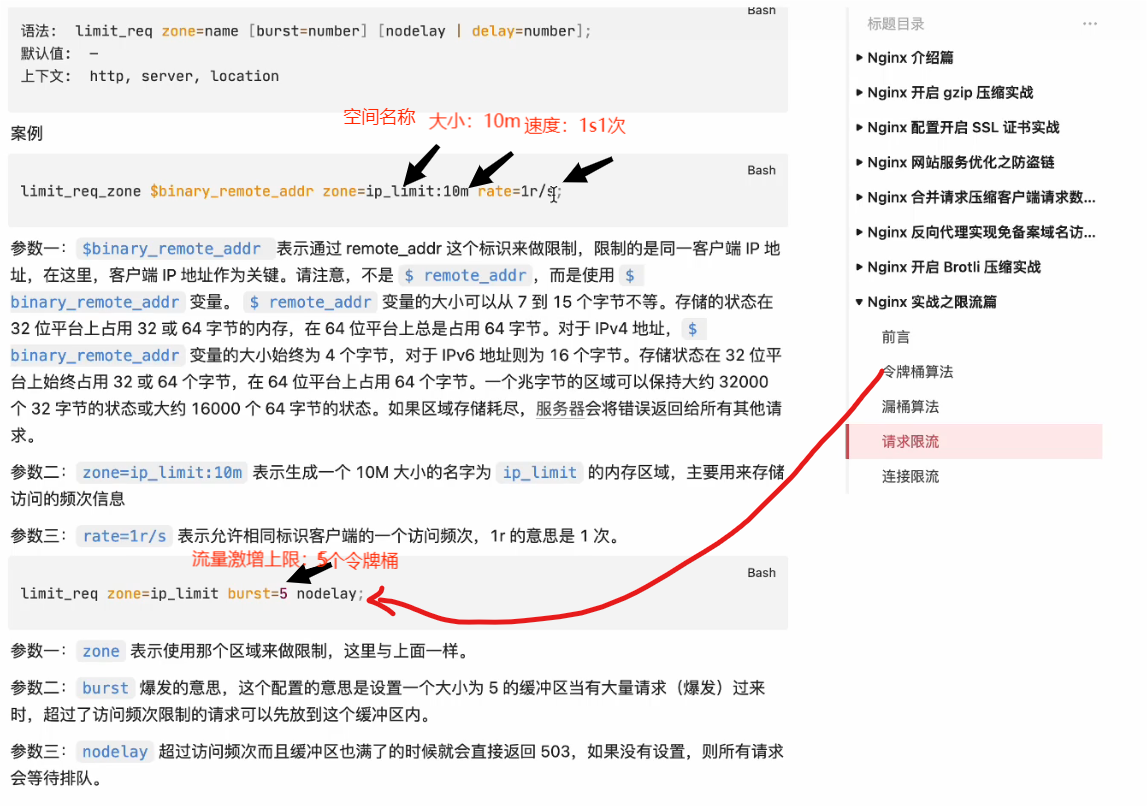 Bash
语法： limit_req zone=name [burst=number] [nodelay | delay=number];
默认值： —
上下文： http, server, location
案例
空间名称
大小：10m
速度：1s1次
Bash
limit_req_zone $binary_remote_addr zone=ip_limit:10m rate=1r/s;
参数一： $binary_remote_addr 表示通过 remote_addr 这个标识来做限制，限制的是同一客户端 IP 地
址，在这里，客户端 IP 地址作为关键。请注意，不是 $ remote_addr ，而是使用 $
binary_remote_addr 变量。 $ remote_addr 变量的大小可以从 7 到 15 个字节不等。存储的状态在
32 位平台上占用 32 或 64 字节的内存，在 64 位平台上总是占用 64 字节。对于 IPv4 地址， $
binary_remote_addr 变量的大小始终为 4 个字节，对于 IPv6 地址则为 16 个字节。存储状态在 32 位平
台上始终占用 32 或 64 个字节，在 64 位平台上占用 64 个字节。一个兆字节的区域可以保持大约 32000
个 32 字节的状态或大约 16000 个 64 字节的状态。如果区域存储耗尽，服务器会将错误返回给所有其他请
求。
参数二： zone=ip_limit:10m 表示生成一个 10M 大小的名字为 ip_limit 的内存区域，主要用来存储
访问的频次信息
参数三： rate=1r/s 表示允许相同标识客户端的一个访问频次，1r 的意思是 1 次。
流量激增上限：5个令牌桶
Bash
limit_req zone=ip_limit burst=5 nodelay;
参数一： zone 表示使用那个区域来做限制，这里与上面一样。
参数二： burst 爆发的意思，这个配置的意思是设置一个大小为 5 的缓冲区当有大量请求（爆发）过来
时，超过了访问频次限制的请求可以先放到这个缓冲区内。
参数三： nodelay 超过访问频次而且缓冲区也满了的时候就会直接返回 503，如果没有设置，则所有请求
会等待排队。
标题目录
Nginx 介绍篇
Nginx 开启 gzip 压缩实战
Nginx 配置开启 SSL 证书实战
Nginx 网站服务优化之防盗链
Nginx 合并请求压缩客户端请求数...
Nginx 反向代理实现免备案域名访...
Nginx 开启 Brotli 压缩实战
Nginx 实战之限流篇
前言
令牌桶算法
漏桶算法
请求限流
连接限流